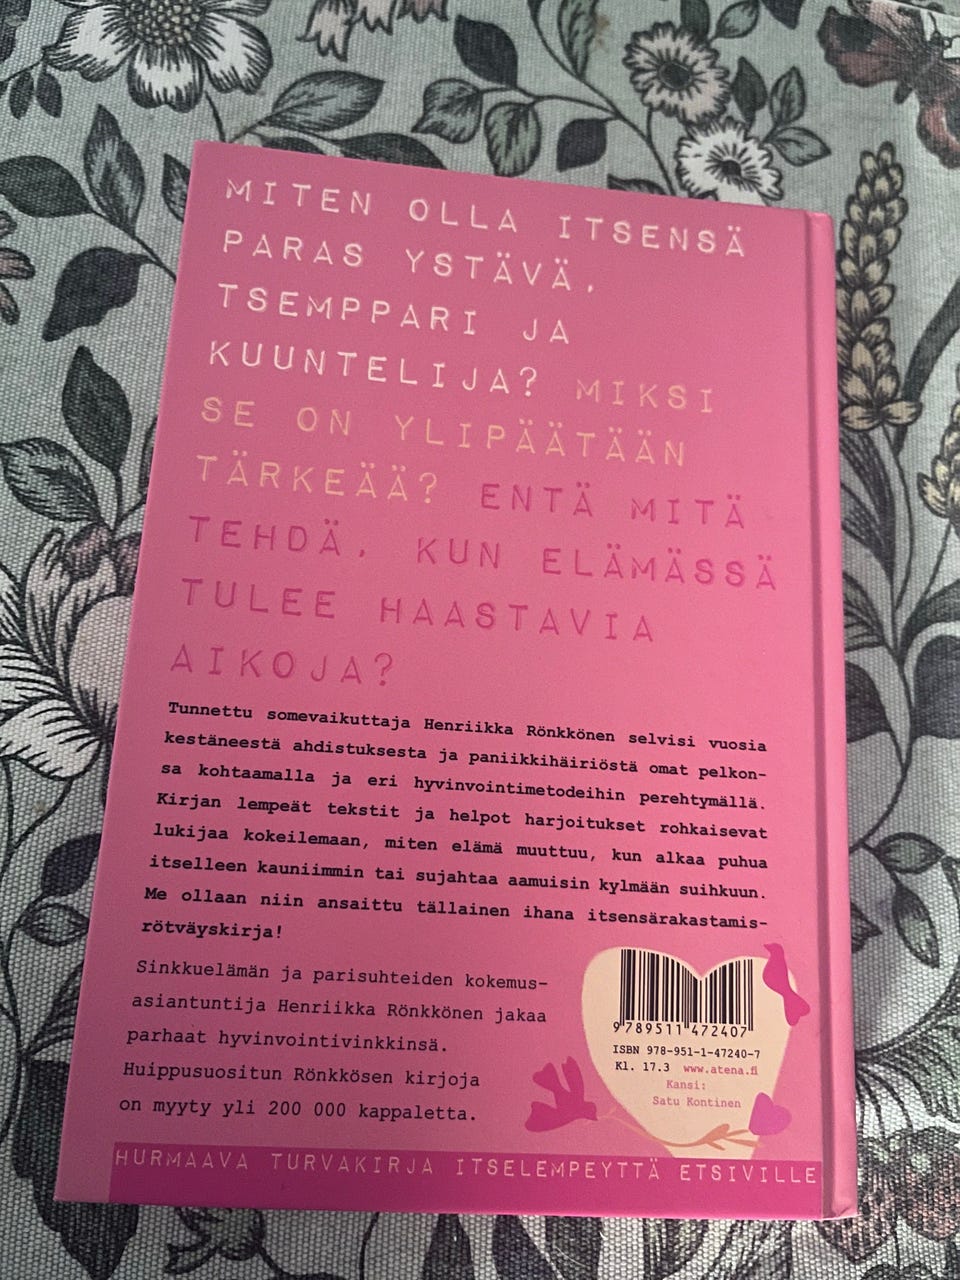 MITEN OLLA ITSENSÄ
PARAS YSTÄVÄ,
TSEMPPARI JA
KUUNTELIJA? MIKSI
SE ON YLIPÄÄTÄÄN
TÄRKEÄÄ? ENTÄ MITÄ
TEHDÄ, KUN ELÄMÄSSÄ
TULEE HAASTAVIA
AIKOJA?
Tunnettu somevaikuttaja Henriikka Rönkkönen selvisi vuosia
kestäneestä ahdistuksesta ja paniikkihäiriöstä omat pelkon-
sa kohtaamalla ja eri hyvinvointimetodeihin perehtymällä.
Kirjan lempeät tekstit ja helpot harjoitukset rohkaisevat
lukijaa kokeilemaan, miten elämä muuttuu, kun alkaa puhua
itselleen kauniimmin tai sujahtaa aamuisin kylmään suihkuun.
Me ollaan niin ansaittu tällainen ihana itsensärakastamis-
rötväyskirja!
Sinkkuelämän ja parisuhteiden kokemus-
asiantuntija Henriikka Rönkkönen jakaa
parhaat hyvinvointivinkkinsä.
Huippusuositun Rönkkösen kirjoja
on myyty yli 200 000 kappaletta.
9 789511 472407
ISBN 978-951-1-47240-7
Kl. 17.3 www.atena.fi
Kansi:
Satu Kontinen
HURMAAVA TURVAKIRJA ITSELEMPEYTTÄ ETSIVILLE